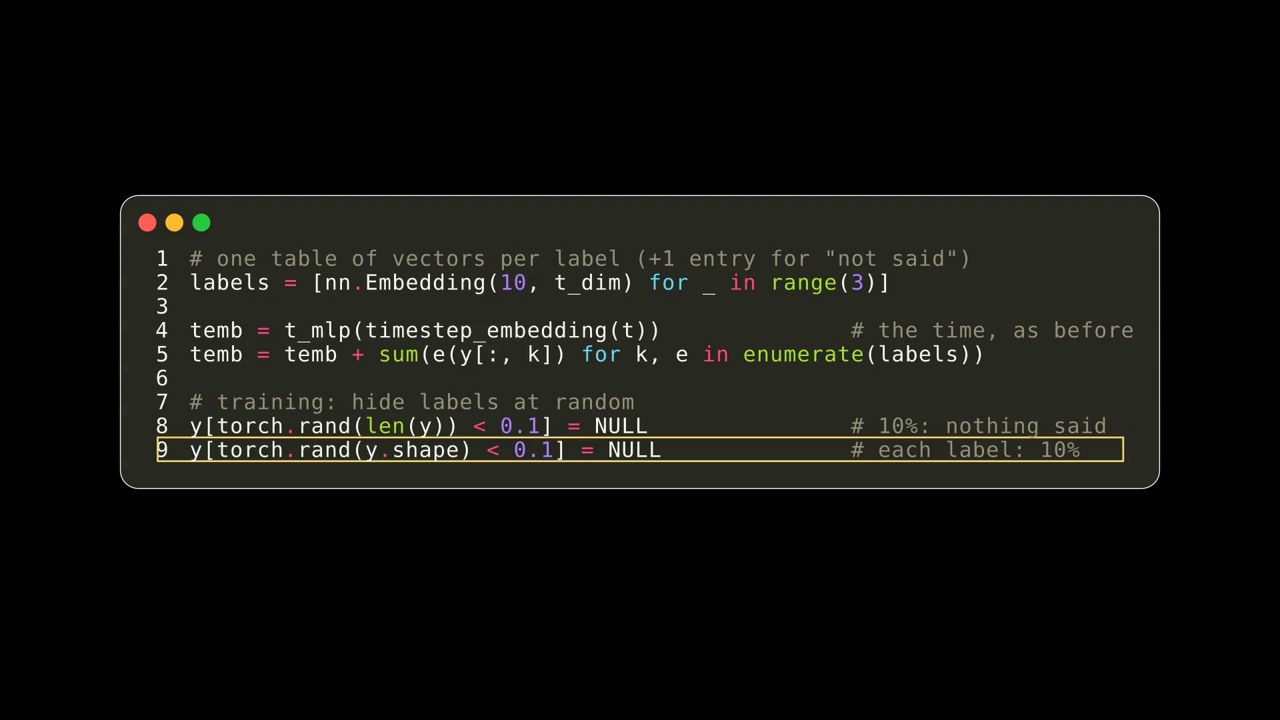 1 # one table of vectors per label (+1 entry for "not said")
2 labels = [nn.Embedding(10, t_dim) for _ in range(3)]
3
4 temb = t_mlp(timestep_embedding(t)) # the time, as before
5 temb = temb + sum(e(y[:, k]) for k, e in enumerate(labels))
6
7 # training: hide labels at random
8 y[torch.rand(len(y)) < 0.1] = NULL # 10%: nothing said
9 y[torch.rand(y.shape) < 0.1] = NULL # each label: 10%